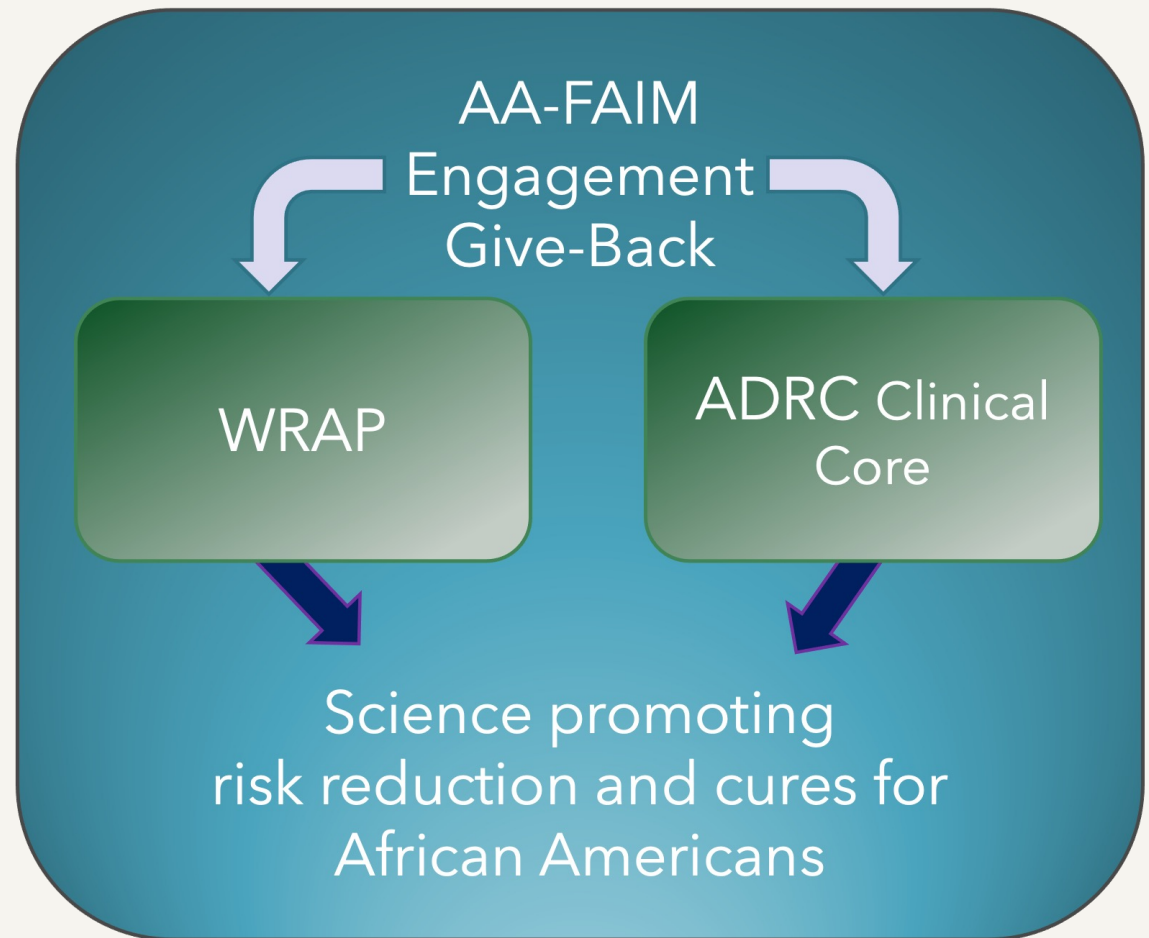 AA-FAIM
Engagement
Give-Back
WRAP
ADRC Clinical
Core
Science promoting
risk reduction and cures for
African Americans